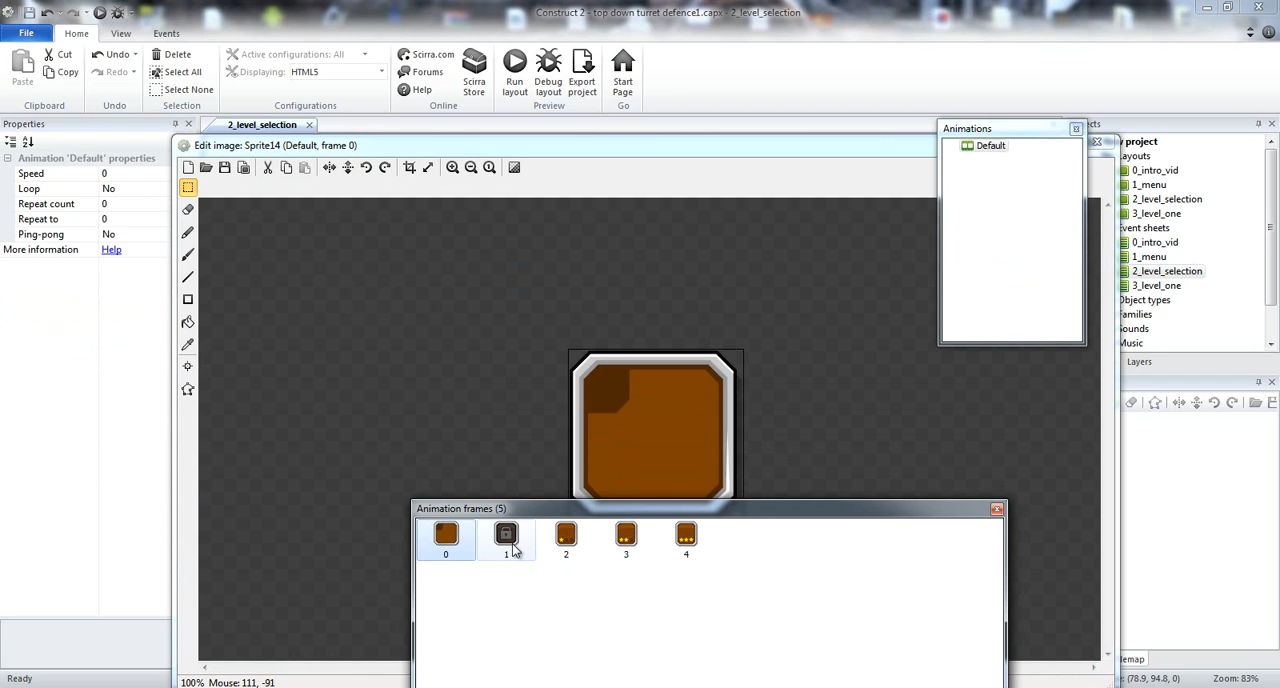 Construct 2 - top down turret defence1.capx - 2_level_selection
File Home View Events
Cut Undo Delete Active configurations: All Scirra.com
Paste Copy Redo Select All Displaying: HTML5 Forums Scirra Store Run layout Debug layout Export project Start Page
Select None Help
Clipboard Undo Selection Configurations Online Preview Go
Properties 2_level_selection
Edit image: Sprite14 (Default, frame 0)
Animation 'Default' properties
Speed 0
Loop No
Repeat count 0
Repeat to 0
Ping-pong No
More information Help
Animations
Default
0_intro_vid
1_menu
2_level_selection
3_level_one
Event sheets
0_intro_vid
1_menu
2_level_selection
3_level_one
Object types
Families
Sounds
Music
Layers
Animation frames (5)
0 1 2 3 4
100% Mouse: 111, -91
Ready
(78.9, 94.8, 0) Zoom: 83%